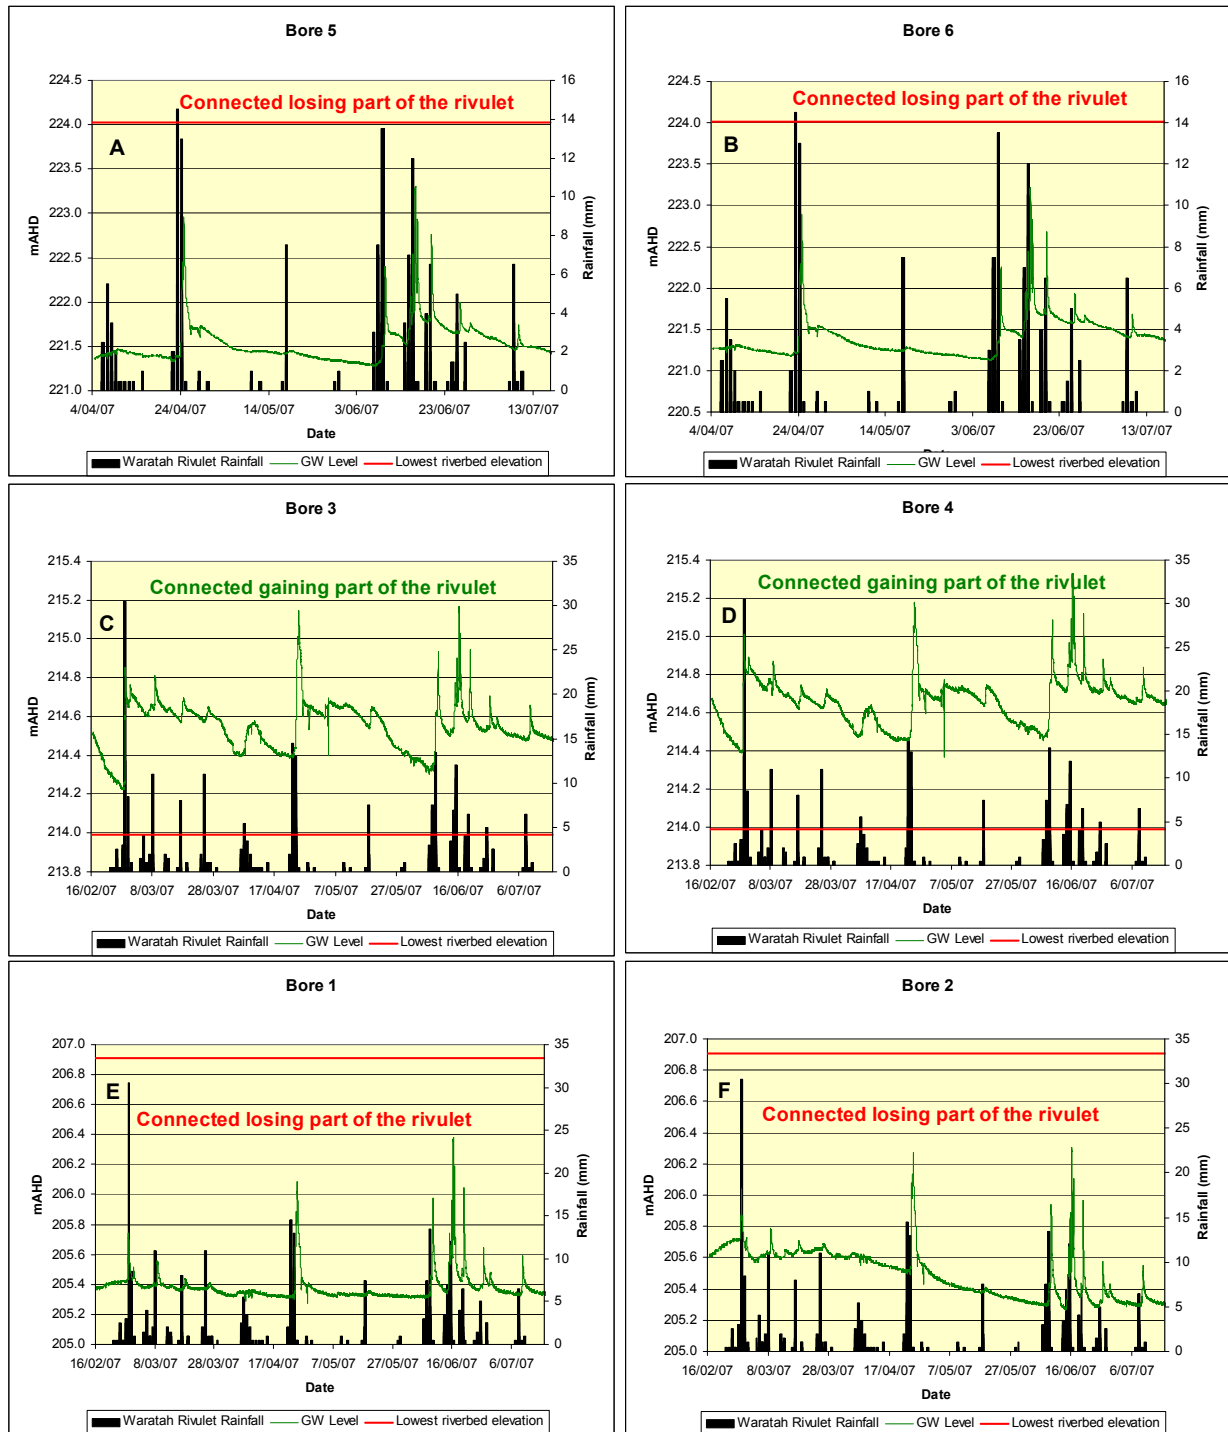 Bore 5
224.5
224.0
223.5
223.0
222.5
222.0
221.5
221.0
mAHD
16
14
12
10
8
6
4
2
0
Rainfall (mm)
Connected losing part of the rivulet
A
4/04/07 24/04/07 14/05/07 3/06/07 23/06/07 13/07/07
Date
Waratah Rivulet Rainfall GW Level Lowest riverbed elevation
Bore 6
224.5
224.0
223.5
223.0
222.5
222.0
221.5
221.0
220.5
mAHD
16
14
12
10
8
6
4
2
0
Rainfall (mm)
Connected losing part of the rivulet
B
4/04/07 24/04/07 14/05/07 3/06/07 23/06/07 13/07/07
Waratah Rivulet Rainfall GW Level Lowest riverbed elevation
Bore 3
215.4
215.2
215.0
214.8
214.6
214.4
214.2
214.0
213.8
mAHD
35
30
25
20
15
10
5
0
Rainfall (mm)
Connected gaining part of the rivulet
C
16/02/07 8/03/07 28/03/07 17/04/07 7/05/07 27/05/07 16/06/07 6/07/07
Date
Waratah Rivulet Rainfall GW Level Lowest riverbed elevation
Bore 4
215.4
215.2
215.0
214.8
214.6
214.4
214.2
214.0
213.8
mAHD
35
30
25
20
15
10
5
0
Rainfall (mm)
Connected gaining part of the rivulet
D
16/02/07 8/03/07 28/03/07 17/04/07 7/05/07 27/05/07 16/06/07 6/07/07
Date
Waratah Rivulet Rainfall GW Level Lowest riverbed elevation
Bore 1
207.0
206.8
206.6
206.4
206.2
206.0
205.8
205.6
205.4
205.2
205.0
mAHD
35
30
25
20
15
10
5
0
Rainfall (mm)
E
Connected losing part of the rivulet
16/02/07 8/03/07 28/03/07 17/04/07 7/05/07 27/05/07 16/06/07 6/07/07
Date
Waratah Rivulet Rainfall GW Level Lowest riverbed elevation
Bore 2
207.0
206.8
206.6
206.4
206.2
206.0
205.8
205.6
205.4
205.2
205.0
mAHD
35
30
25
20
15
10
5
0
Rainfall (mm)
F
Connected losing part of the rivulet
16/02/07 8/03/07 28/03/07 17/04/07 7/05/07 27/05/07 16/06/07 6/07/07
Date
Waratah Rivulet Rainfall GW Level Lowest riverbed elevation